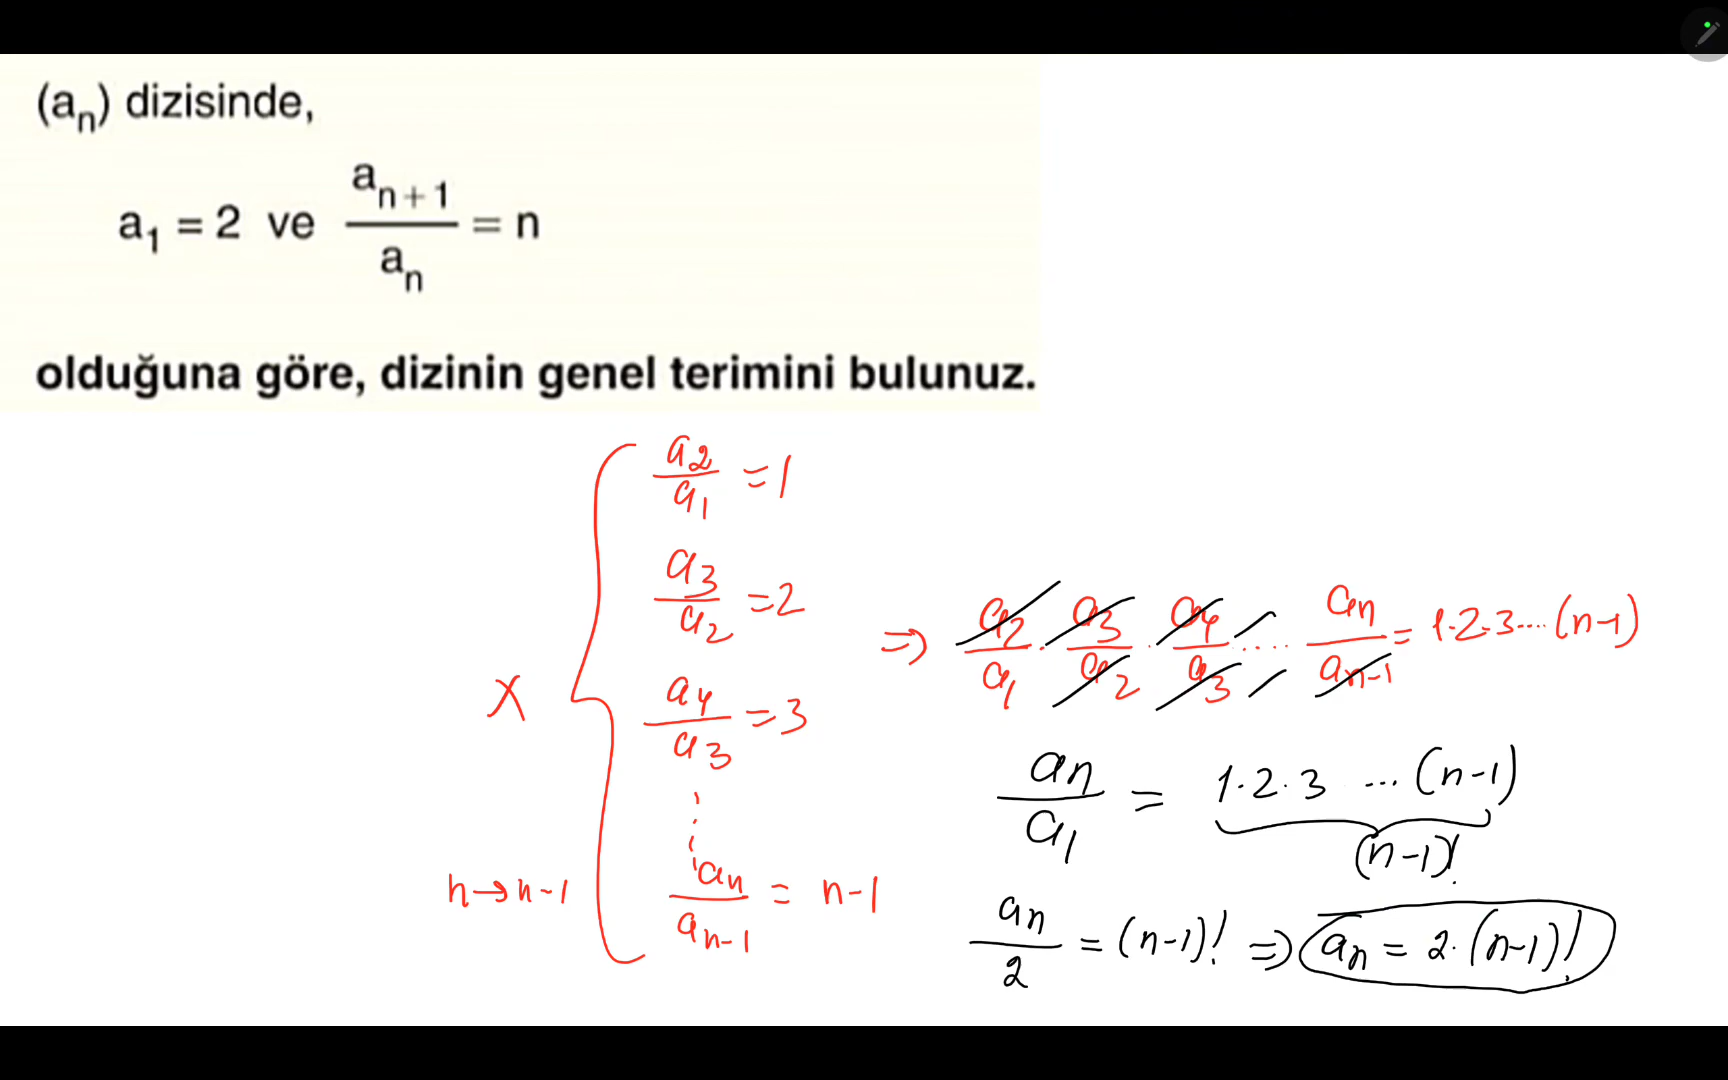 (aₙ) dizisinde,
a₁ = 2 ve aₙ₊₁/aₙ = n
olduğuna göre, dizinin genel terimini bulunuz.
a₂/a₁ = 1
a₃/a₂ = 2
X a₄/a₃ = 3
⋮
n→n-1 aₙ/aₙ₋₁ = n-1
⇒ a₂/a₁ · a₃/a₂ · a₄/a₃ ···· aₙ/aₙ₋₁ = 1·2·3···· (n-1)
aₙ/a₁ = 1·2·3 ... (n-1)
(n-1)!
aₙ/2 = (n-1)! ⇒ aₙ = 2·(n-1)!